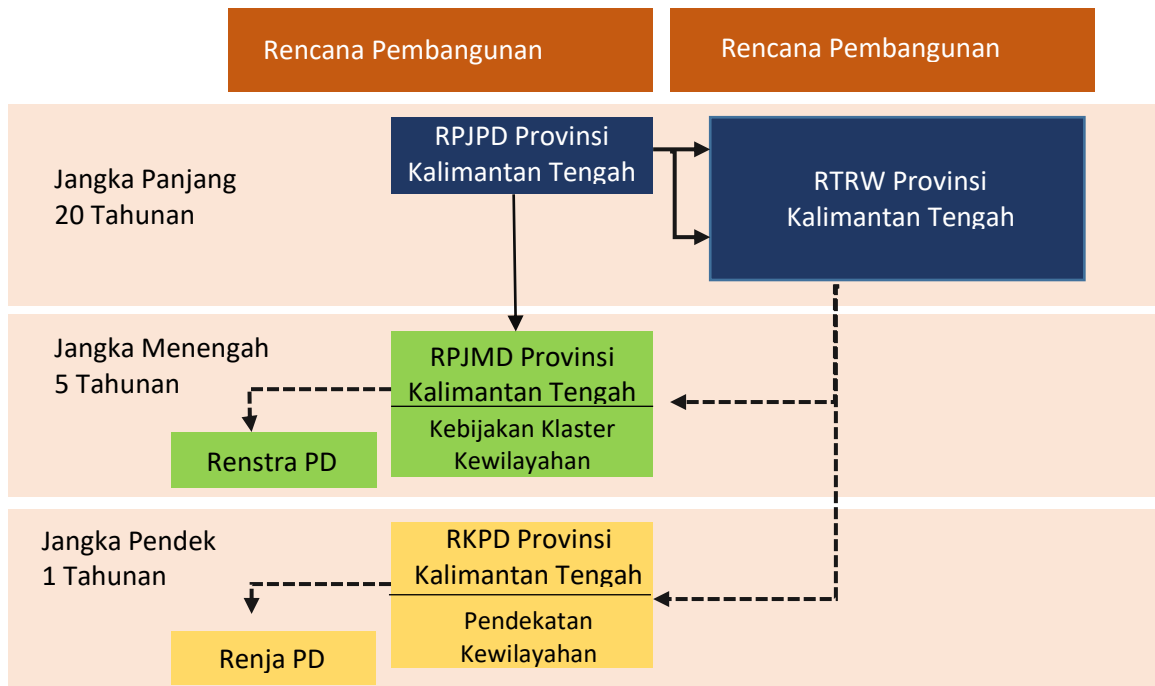 Rencana Pembangunan
Rencana Pembangunan
Jangka Panjang
20 Tahunan
RPJPD Provinsi
Kalimantan Tengah
RTRW Provinsi
Kalimantan Tengah
Jangka Menengah
5 Tahunan
RPJMD Provinsi
Kalimantan Tengah
Kebijakan Klaster
Kewilayahan
Renstra PD
Jangka Pendek
1 Tahunan
RKPD Provinsi
Kalimantan Tengah
Pendekatan
Kewilayahan
Renja PD